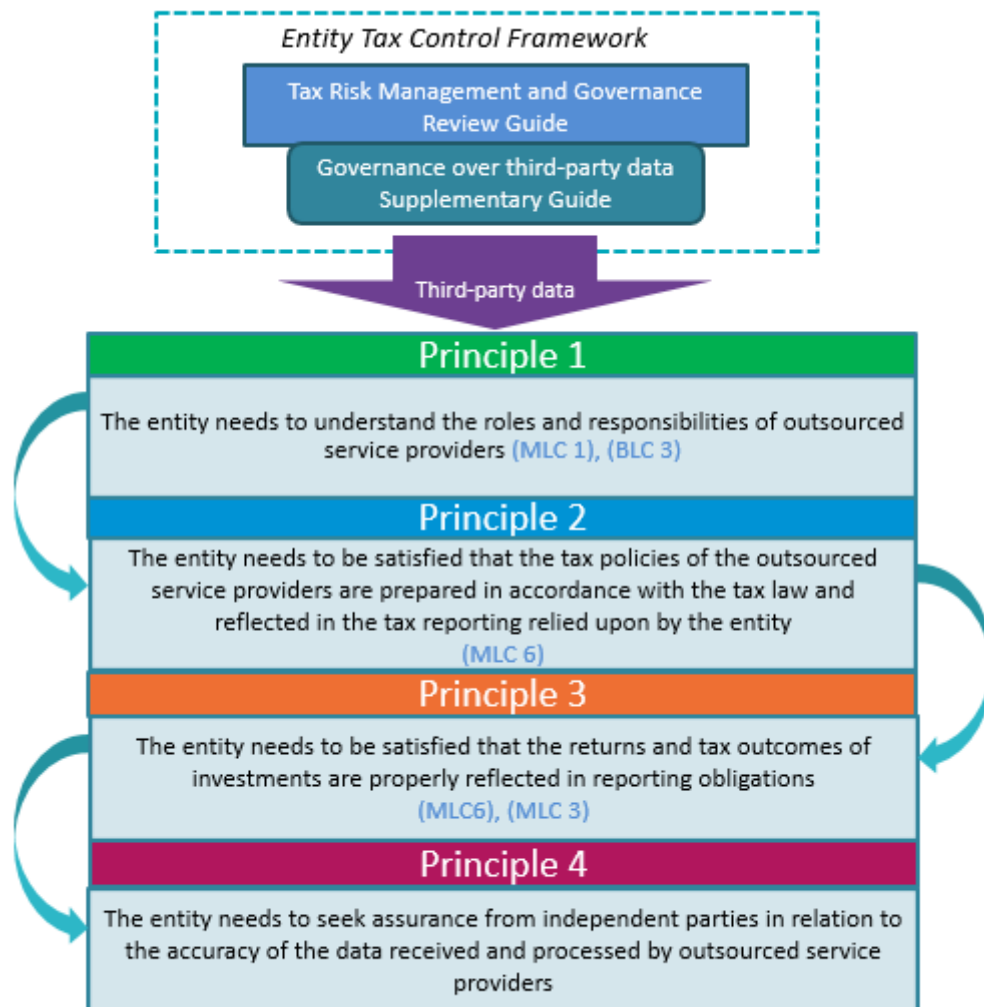 Entity Tax Control Framework
Tax Risk Management and Governance
Review Guide
Governance over third-party data
Supplementary Guide
Third-party data
Principle 1
The entity needs to understand the roles and responsibilities of outsourced
service providers (MLC 1), (BLC 3)
Principle 2
The entity needs to be satisfied that the tax policies of the outsourced
service providers are prepared in accordance with the tax law and
reflected in the tax reporting relied upon by the entity
(MLC 6)
Principle 3
The entity needs to be satisfied that the returns and tax outcomes of
investments are properly reflected in reporting obligations
(MLC6), (MLC 3)
Principle 4
The entity needs to seek assurance from independent parties in relation to
the accuracy of the data received and processed by outsourced service
providers